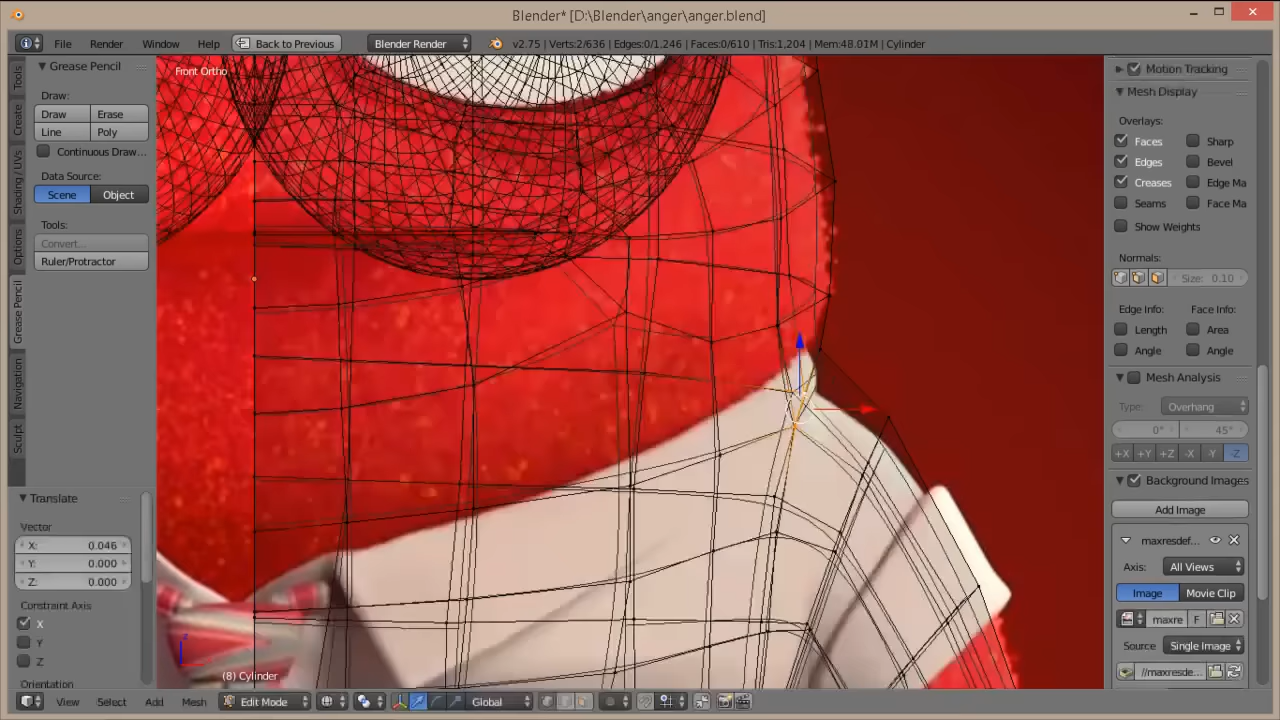 Blender* [D:\Blender\anger\anger.blend]
File Render Window Help Back to Previous Blender Render v2.75 | Verts:2/636 | Edges:0/1,246 | Faces:0/610 | Tris:1,204 | Mem:48.01M | Cylinder
Tools
Create
Shading / UVs
Options
Grease Pencil
Navigation
Sculpt
Grease Pencil
Draw:
Draw Erase
Line Poly
Continuous Draw...
Data Source:
Scene Object
Tools:
Convert...
Ruler/Protractor
Translate
Vector
X: 0.046
Y: 0.000
Z: 0.000
Constraint Axis
X
Y
Z
Orientation
Front Ortho
(8) Cylinder
Motion Tracking
Mesh Display
Overlays:
Faces Sharp
Edges Bevel
Creases Edge Ma
Seams Face Ma
Show Weights
Normals:
Size: 0.10
Edge Info: Face Info:
Length Area
Angle Angle
Mesh Analysis
Type: Overhang
0° 45°
+X +Y +Z -X -Y -Z
Background Images
Add Image
maxresdef...
Axis: All Views
Image Movie Clip
maxre F
Source Single Image
//maxresde...
View Select Add Mesh Edit Mode Global